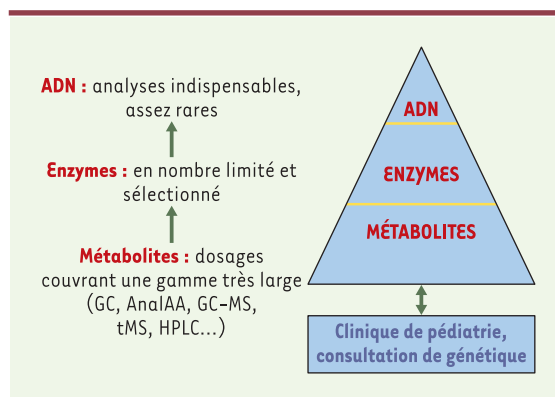 ADN : analyses indispensables,
assez rares
Enzymes : en nombre limité et
sélectionné
Métabolites : dosages
couvrant une gamme très large
(GC, AnalAA, GC-MS,
tMS, HPLC...)
ADN
ENZYMES
MÉTABOLITES
Clinique de pédiatrie,
consultation de génétique